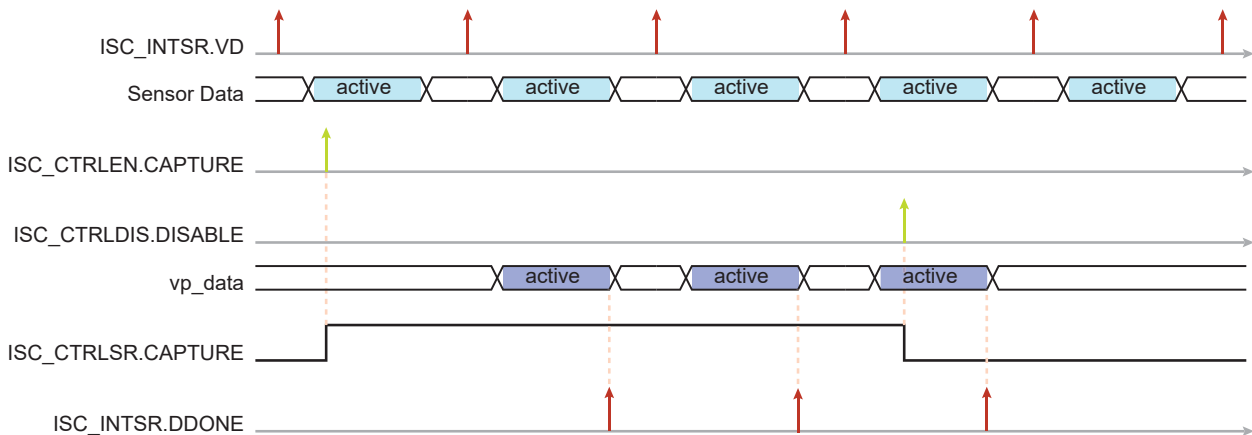 ISC_INTSR.VD
Sensor Data
active active active active active
ISC_CTRLEN.CAPTURE
ISC_CTRLDIS.DISABLE
vp_data
active active active
ISC_CTRLSR.CAPTURE
ISC_INTSR.DDONE